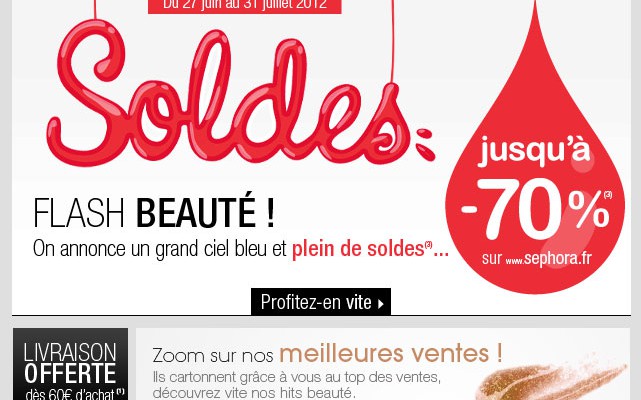 Du 27 juin au 31 juillet 2012
Soldes
jusqu'à
-70%(3)
sur www.sephora.fr
FLASH BEAUTÉ !
On annonce un grand ciel bleu et plein de soldes(3)...
Profitez-en vite
LIVRAISON
OFFERTE
dès 60€ d'achat(1)
Zoom sur nos meilleures ventes !
Ils cartonnent grâce à vous au top des ventes,
découvrez vite nos hits beauté.